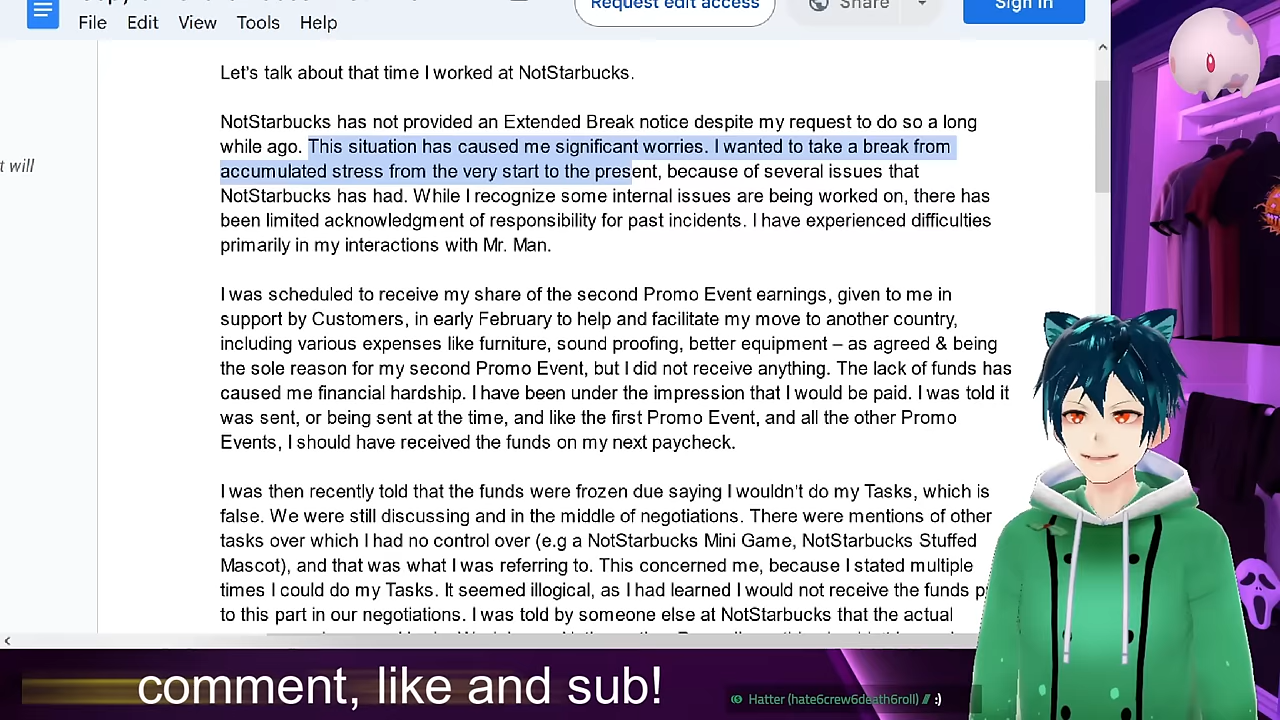 Request edit access
Share
Sign in
File Edit View Tools Help
Let's talk about that time I worked at NotStarbucks.
NotStarbucks has not provided an Extended Break notice despite my request to do so a long
while ago. This situation has caused me significant worries. I wanted to take a break from
t will
accumulated stress from the very start to the present, because of several issues that
NotStarbucks has had. While I recognize some internal issues are being worked on, there has
been limited acknowledgment of responsibility for past incidents. I have experienced difficulties
primarily in my interactions with Mr. Man.
I was scheduled to receive my share of the second Promo Event earnings, given to me in
support by Customers, in early February to help and facilitate my move to another country,
including various expenses like furniture, sound proofing, better equipment – as agreed & being
the sole reason for my second Promo Event, but I did not receive anything. The lack of funds has
caused me financial hardship. I have been under the impression that I would be paid. I was told it
was sent, or being sent at the time, and like the first Promo Event, and all the other Promo
Events, I should have received the funds on my next paycheck.
I was then recently told that the funds were frozen due saying I wouldn't do my Tasks, which is
false. We were still discussing and in the middle of negotiations. There were mentions of other
tasks over which I had no control over (e.g a NotStarbucks Mini Game, NotStarbucks Stuffed
Mascot), and that was what I was referring to. This concerned me, because I stated multiple
times I could do my Tasks. It seemed illogical, as I had learned I would not receive the funds
to this part in our negotiations. I was told by someone else at NotStarbucks that the actual
comment, like and sub!
Hatter (hate6crew6death6roll) // :)